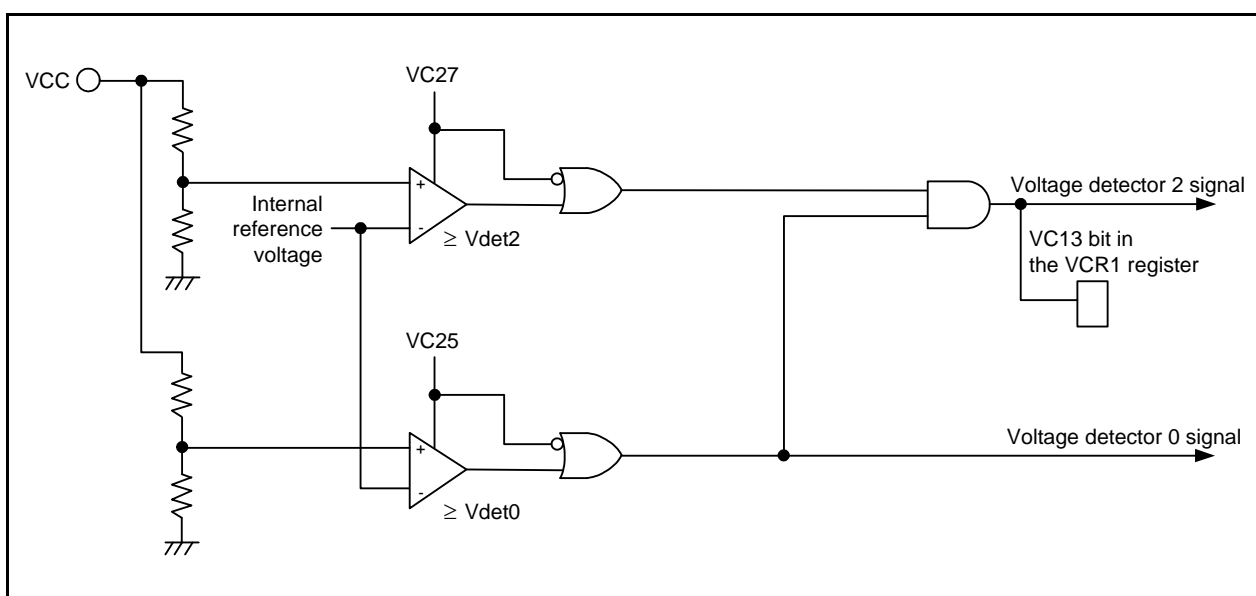 VCC
VC27
+
-
≥ Vdet2
Internal
reference
voltage
Voltage detector 2 signal
VC13 bit in
the VCR1 register
VC25
+
-
≥ Vdet0
Voltage detector 0 signal